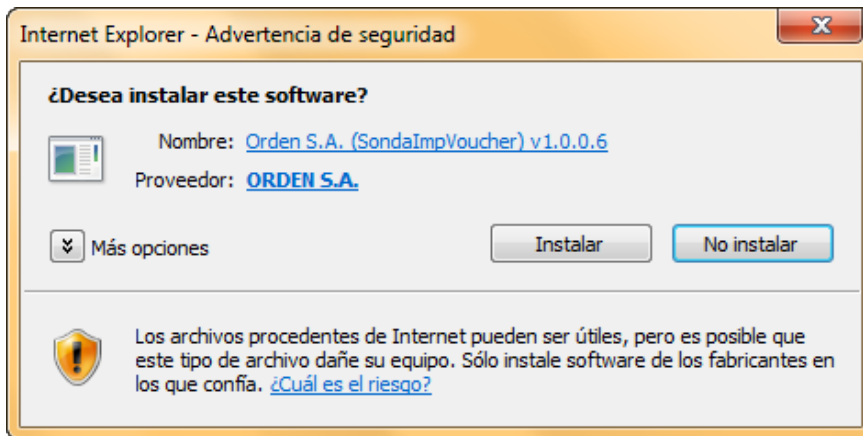 Internet Explorer - Advertencia de seguridad
¿Desea instalar este software?
Nombre: Orden S.A. (SondaImpVoucher) v1.0.0.6
Proveedor: ORDEN S.A.
Más opciones
Instalar
No instalar
Los archivos procedentes de Internet pueden ser útiles, pero es posible que
este tipo de archivo dañe su equipo. Sólo instale software de los fabricantes en
los que confía. ¿Cuál es el riesgo?